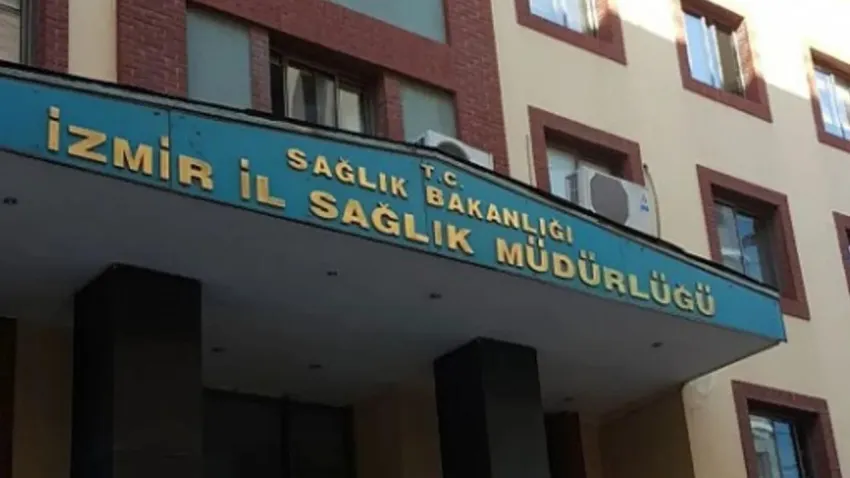 T.C.
SAĞLIK BAKANLIĞI
İZMİR İL SAĞLIK MÜDÜRLÜĞÜ